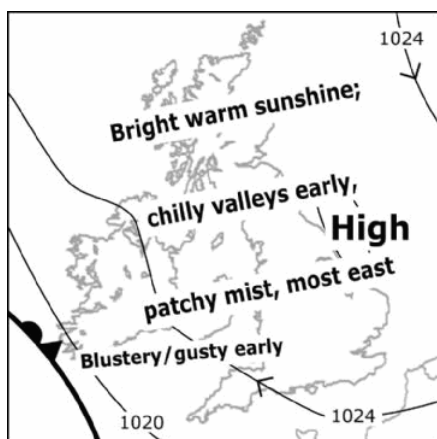 1024
Bright warm sunshine;
chilly valleys early,
High
patchy mist, most east
Blustery/gusty early
1020
1024